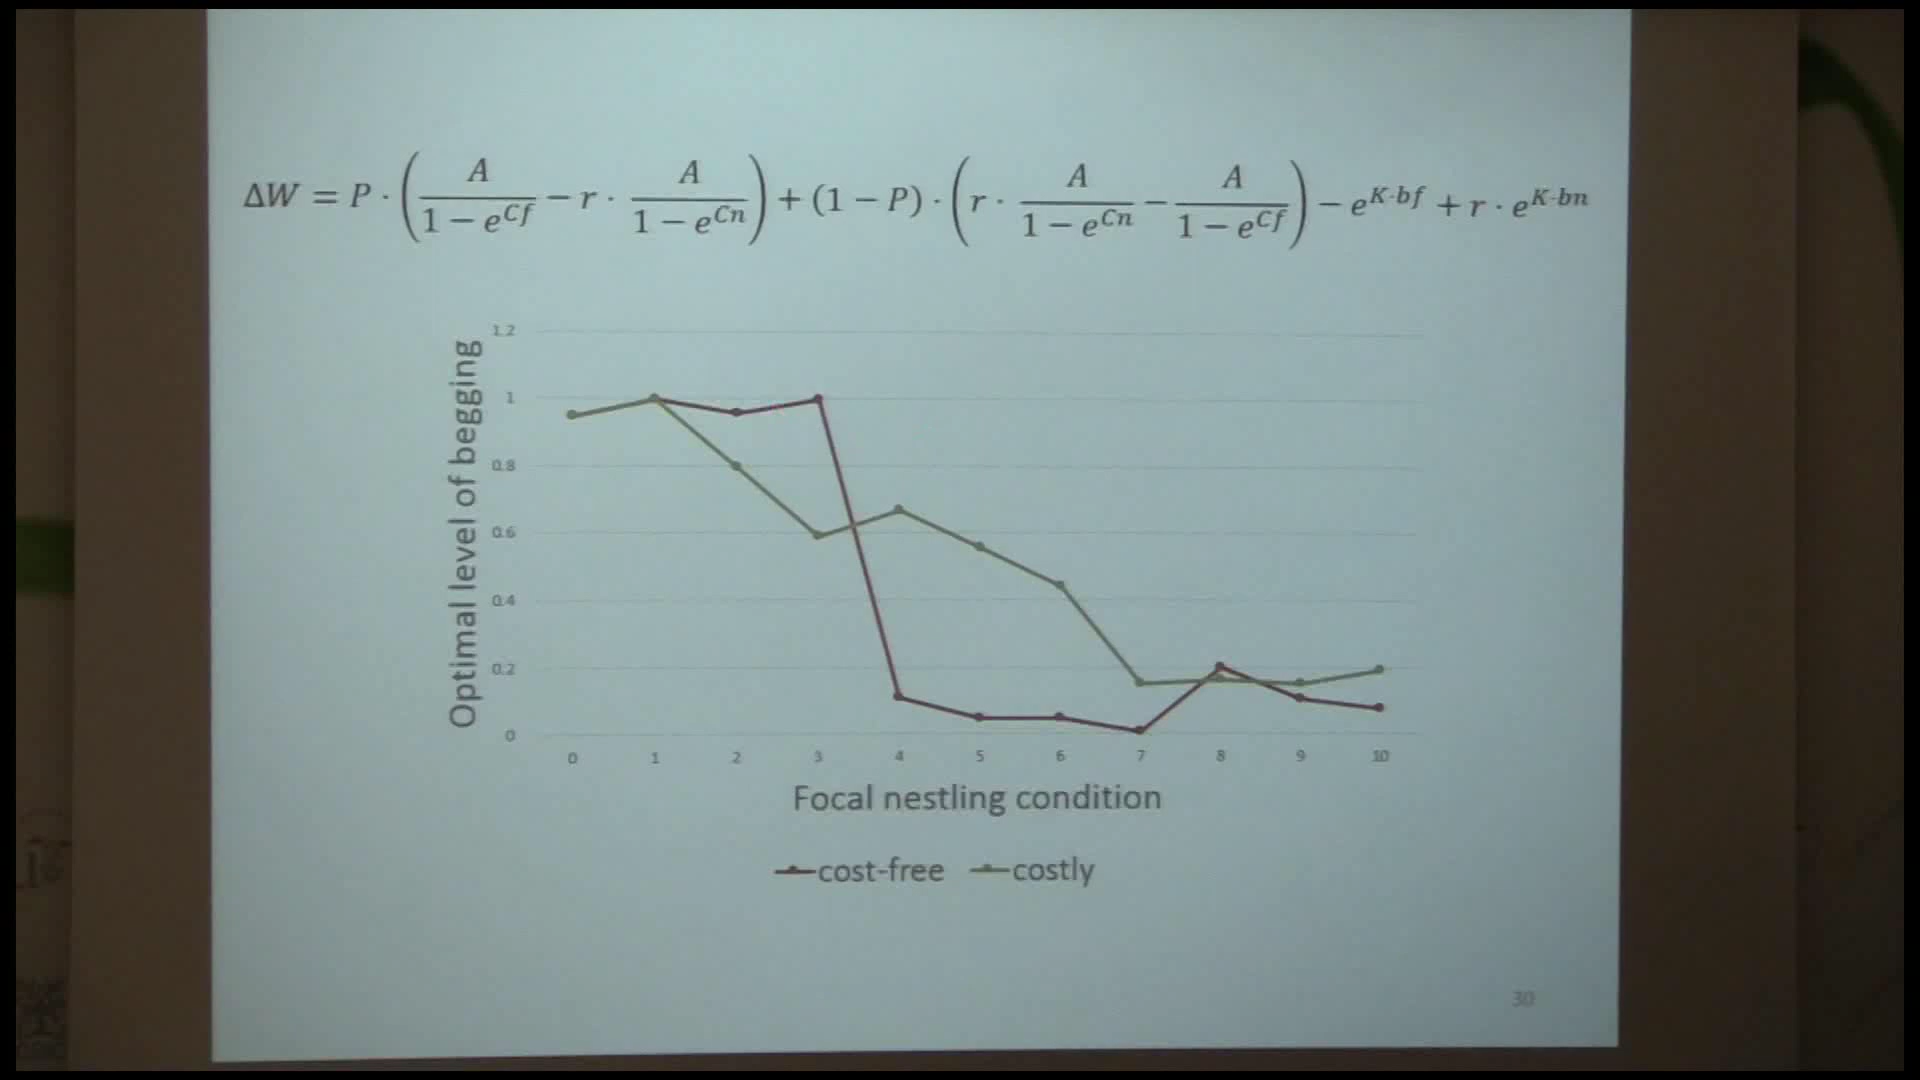 ΔW = P · (A / (1 − e^{Cf}) − r · A / (1 − e^{Cn})) + (1 − P) · (r · A / (1 − e^{Cn}) − A / (1 − e^{Cf})) − e^{K·bf} + r · e^{K·bn}
Optimal level of begging
1.2
1
0.8
0.6
0.4
0.2
0
0 1 2 3 4 5 6 7 8 9 10
Focal nestling condition
cost-free costly
30